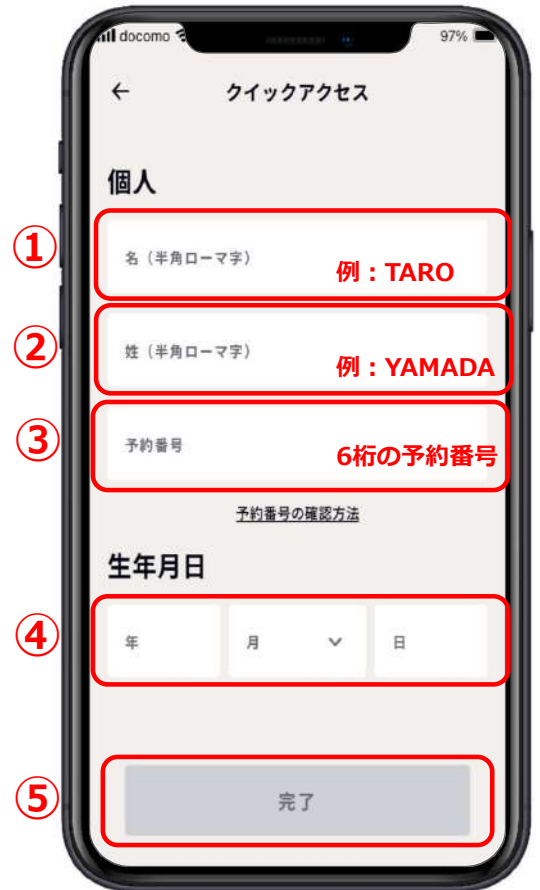 docomo 97%
クイックアクセス
個人
①
名（半角ローマ字）
例：TARO
②
姓（半角ローマ字）
例：YAMADA
③
予約番号
6桁の予約番号
予約番号の確認方法
生年月日
④
年 月 日
⑤
完了